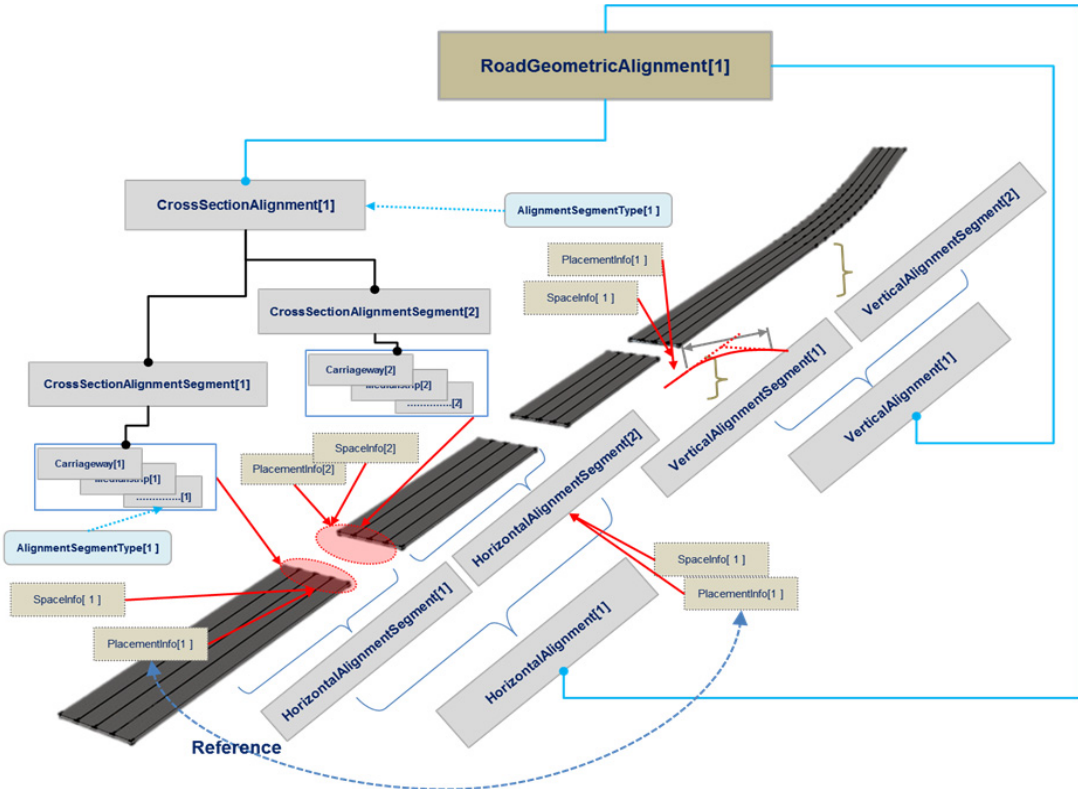 RoadGeometricAlignment[1]
CrossSectionAlignment[1]
AlignmentSegmentType[1 ]
PlacementInfo[1 ]
SpaceInfo[ 1 ]
VerticalAlignmentSegment[2]
CrossSectionAlignmentSegment[2]
VerticalAlignmentSegment[1]
VerticalAlignment[1]
CrossSectionAlignmentSegment[1]
Carriageway[2]
[2]
..............[2]
Carriageway[1]
[1]
..............[1]
SpaceInfo[2]
PlacementInfo[2]
HorizontalAlignmentSegment[2]
AlignmentSegmentType[1 ]
SpaceInfo[ 1 ]
PlacementInfo[1 ]
SpaceInfo[ 1 ]
PlacementInfo[1 ]
HorizontalAlignmentSegment[1]
HorizontalAlignment[1]
Reference